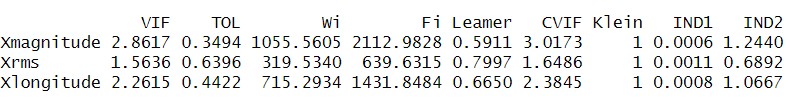 VIF TOL Wi Fi Leamer CVIF Klein IND1 IND2
Xmagnitude 2.8617 0.3494 1055.5605 2112.9828 0.5911 3.0173 1 0.0006 1.2440
Xrms 1.5636 0.6396 319.5340 639.6315 0.7997 1.6486 1 0.0011 0.6892
Xlongitude 2.2615 0.4422 715.2934 1431.8484 0.6650 2.3845 1 0.0008 1.0667